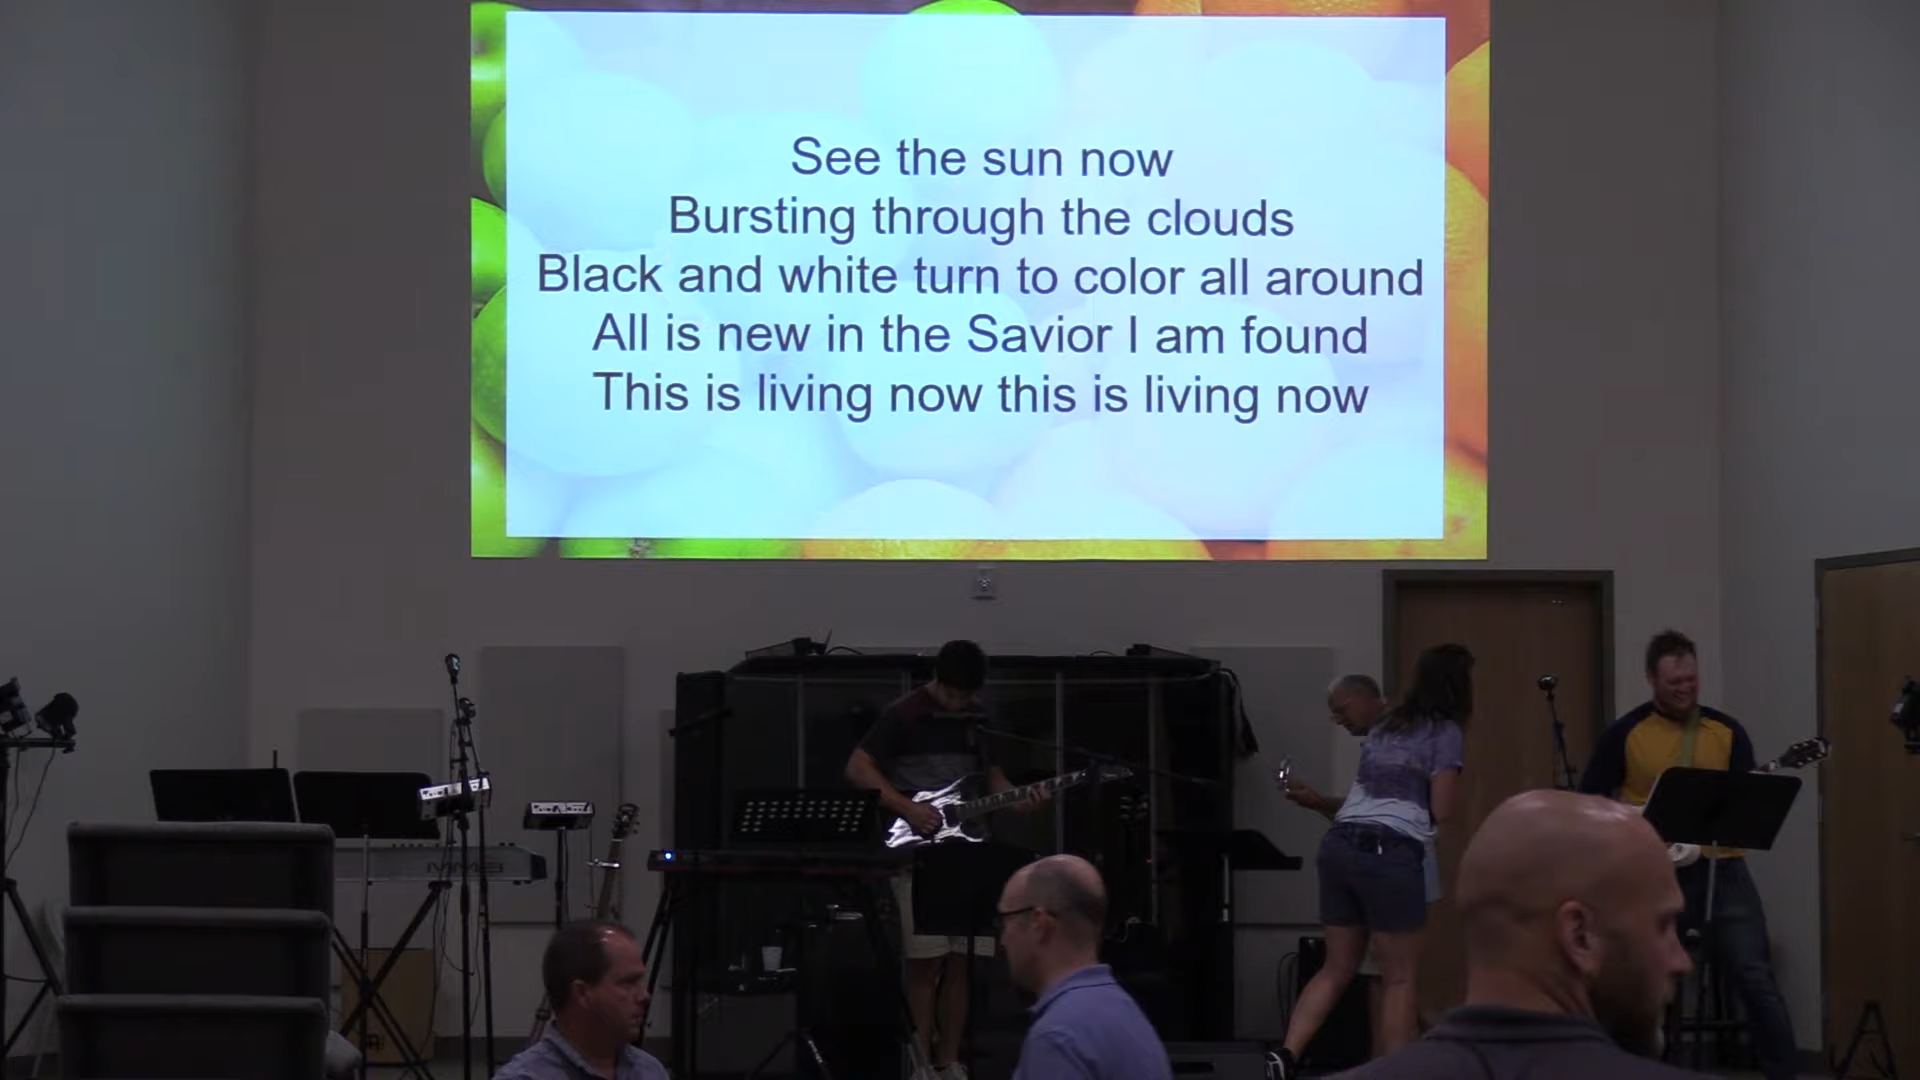 See the sun now
Bursting through the clouds
Black and white turn to color all around
All is new in the Savior I am found
This is living now this is living now
MM8